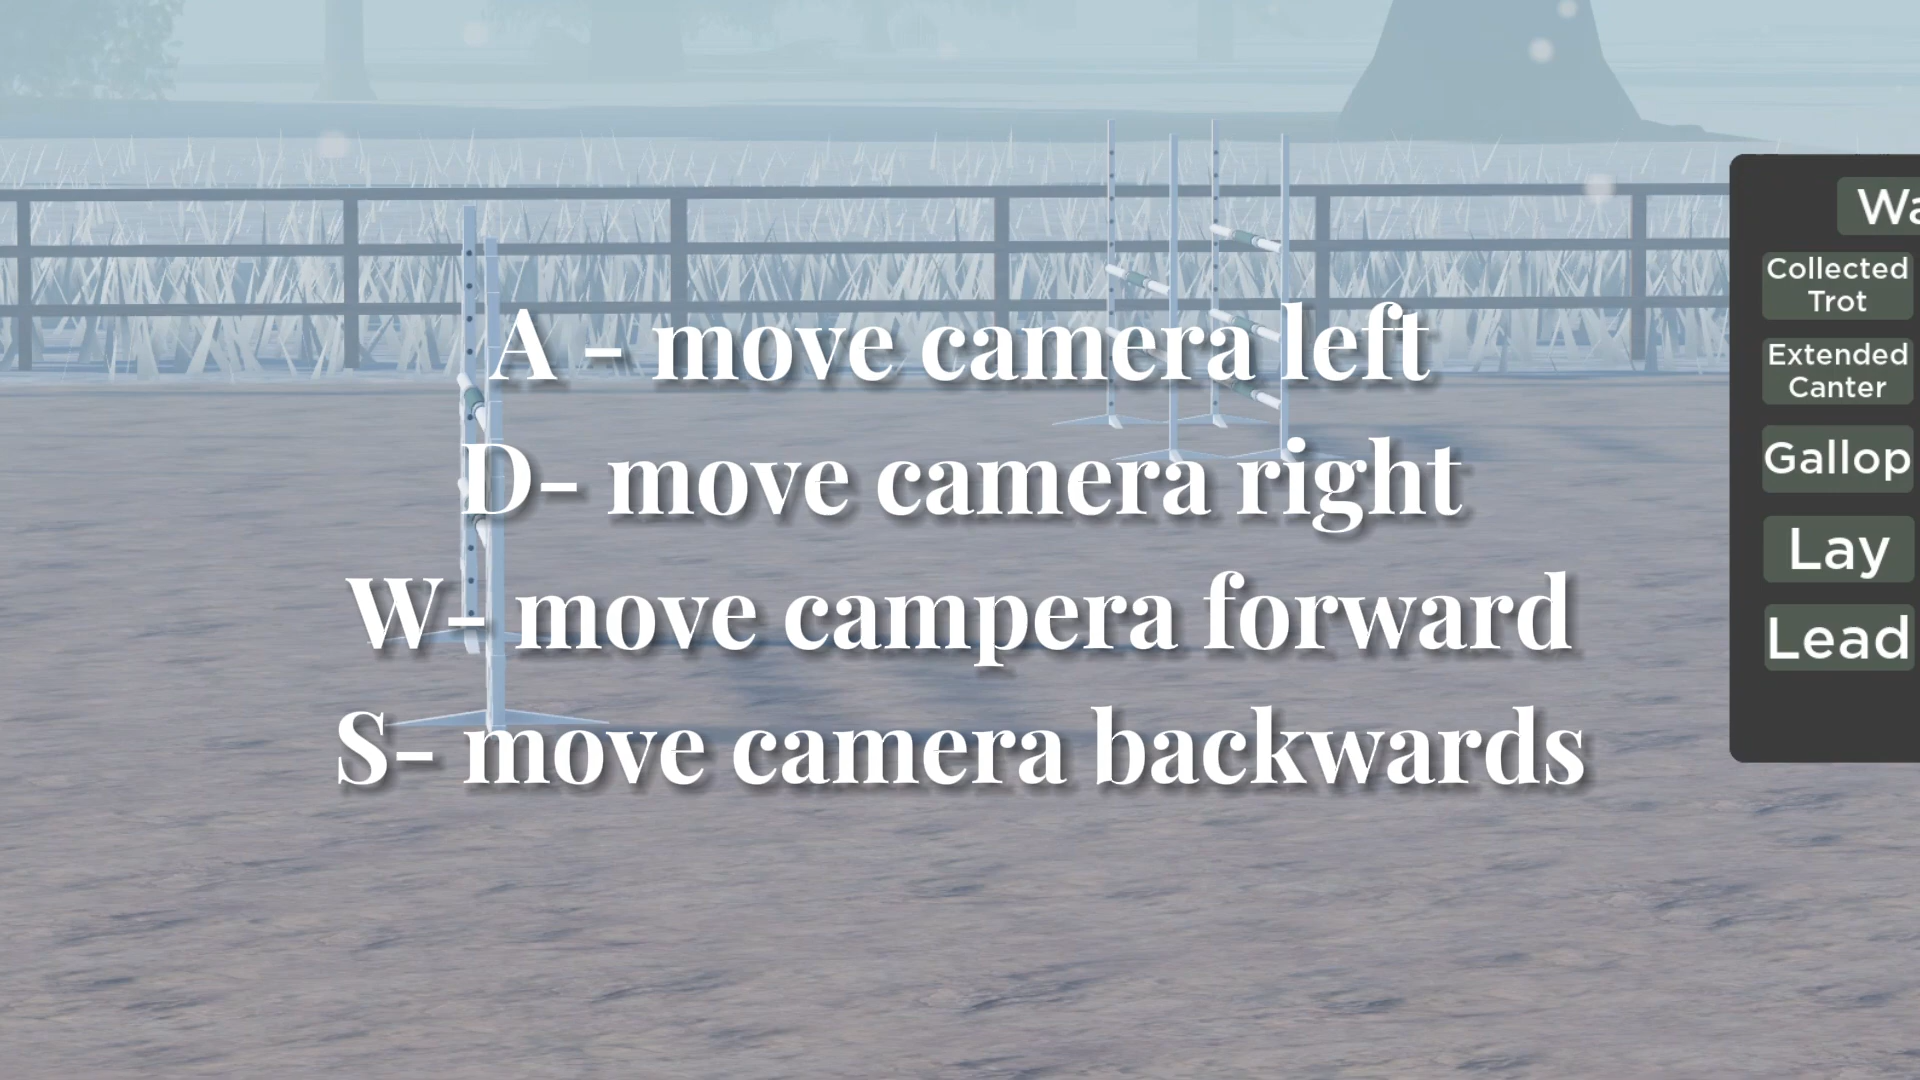 A - move camera left
D- move camera right
W- move campera forward
S- move camera backwards
Collected
Trot
Extended
Canter
Gallop
Lay
Lead